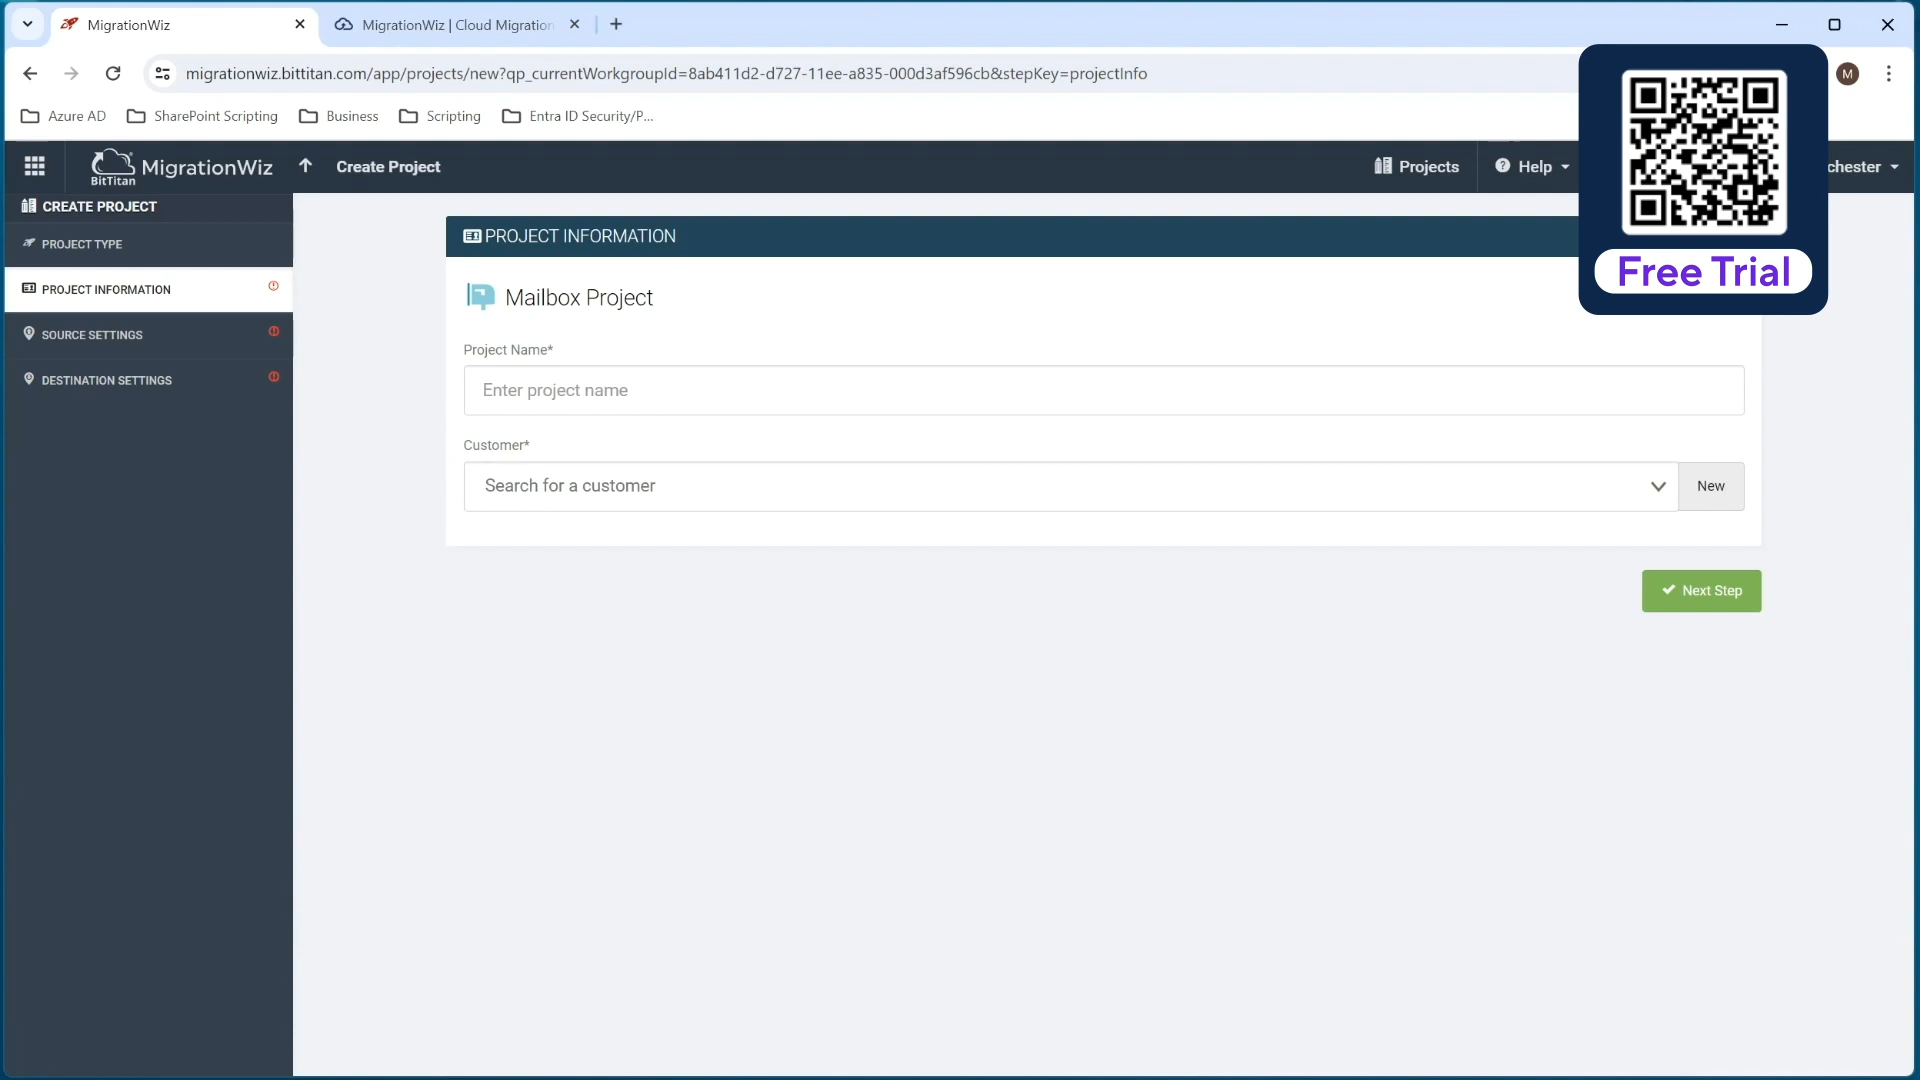 MigrationWiz
MigrationWiz | Cloud Migration
migrationwiz.bittitan.com/app/projects/new?qp_currentWorkgroupId=8ab411d2-d727-11ee-a835-000d3af596cb&stepKey=projectInfo
M
Azure AD
SharePoint Scripting
Business
Scripting
Entra ID Security/P...
BitTitan
MigrationWiz
Create Project
Projects
Help
chester
Free Trial
CREATE PROJECT
PROJECT TYPE
PROJECT INFORMATION
SOURCE SETTINGS
DESTINATION SETTINGS
PROJECT INFORMATION
Mailbox Project
Project Name*
Enter project name
Customer*
Search for a customer
New
Next Step